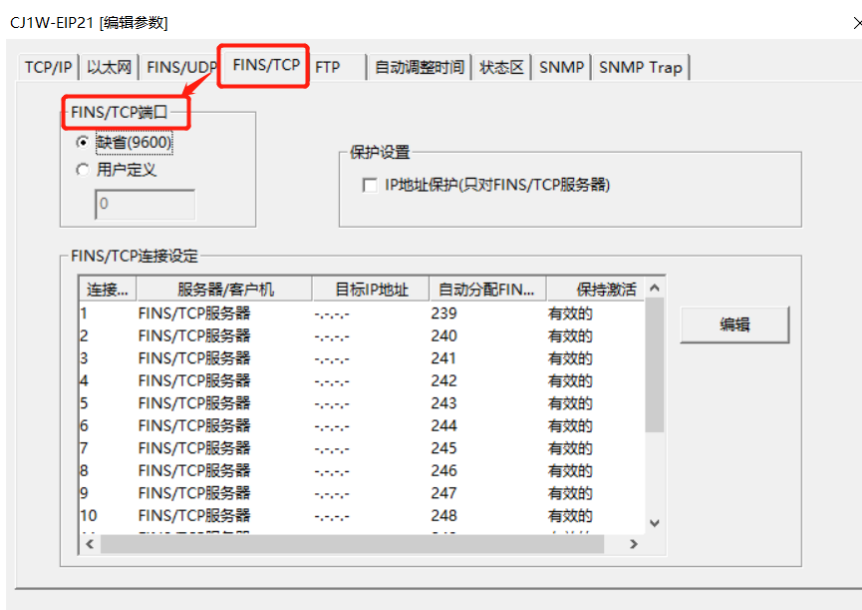 CJ1W-EIP21 [编辑参数]
TCP/IP 以太网 FINS/UDP FINS/TCP FTP 自动调整时间 状态区 SNMP SNMP Trap
FINS/TCP端口
缺省(9600)
用户定义
0
保护设置
IP地址保护(只对FINS/TCP服务器)
FINS/TCP连接设定
连接... 服务器/客户机 目标IP地址 自动分配FIN... 保持激活
1 FINS/TCP服务器 -.-.-.- 239 有效的
2 FINS/TCP服务器 -.-.-.- 240 有效的
3 FINS/TCP服务器 -.-.-.- 241 有效的
4 FINS/TCP服务器 -.-.-.- 242 有效的
5 FINS/TCP服务器 -.-.-.- 243 有效的
6 FINS/TCP服务器 -.-.-.- 244 有效的
7 FINS/TCP服务器 -.-.-.- 245 有效的
8 FINS/TCP服务器 -.-.-.- 246 有效的
9 FINS/TCP服务器 -.-.-.- 247 有效的
10 FINS/TCP服务器 -.-.-.- 248 有效的
编辑